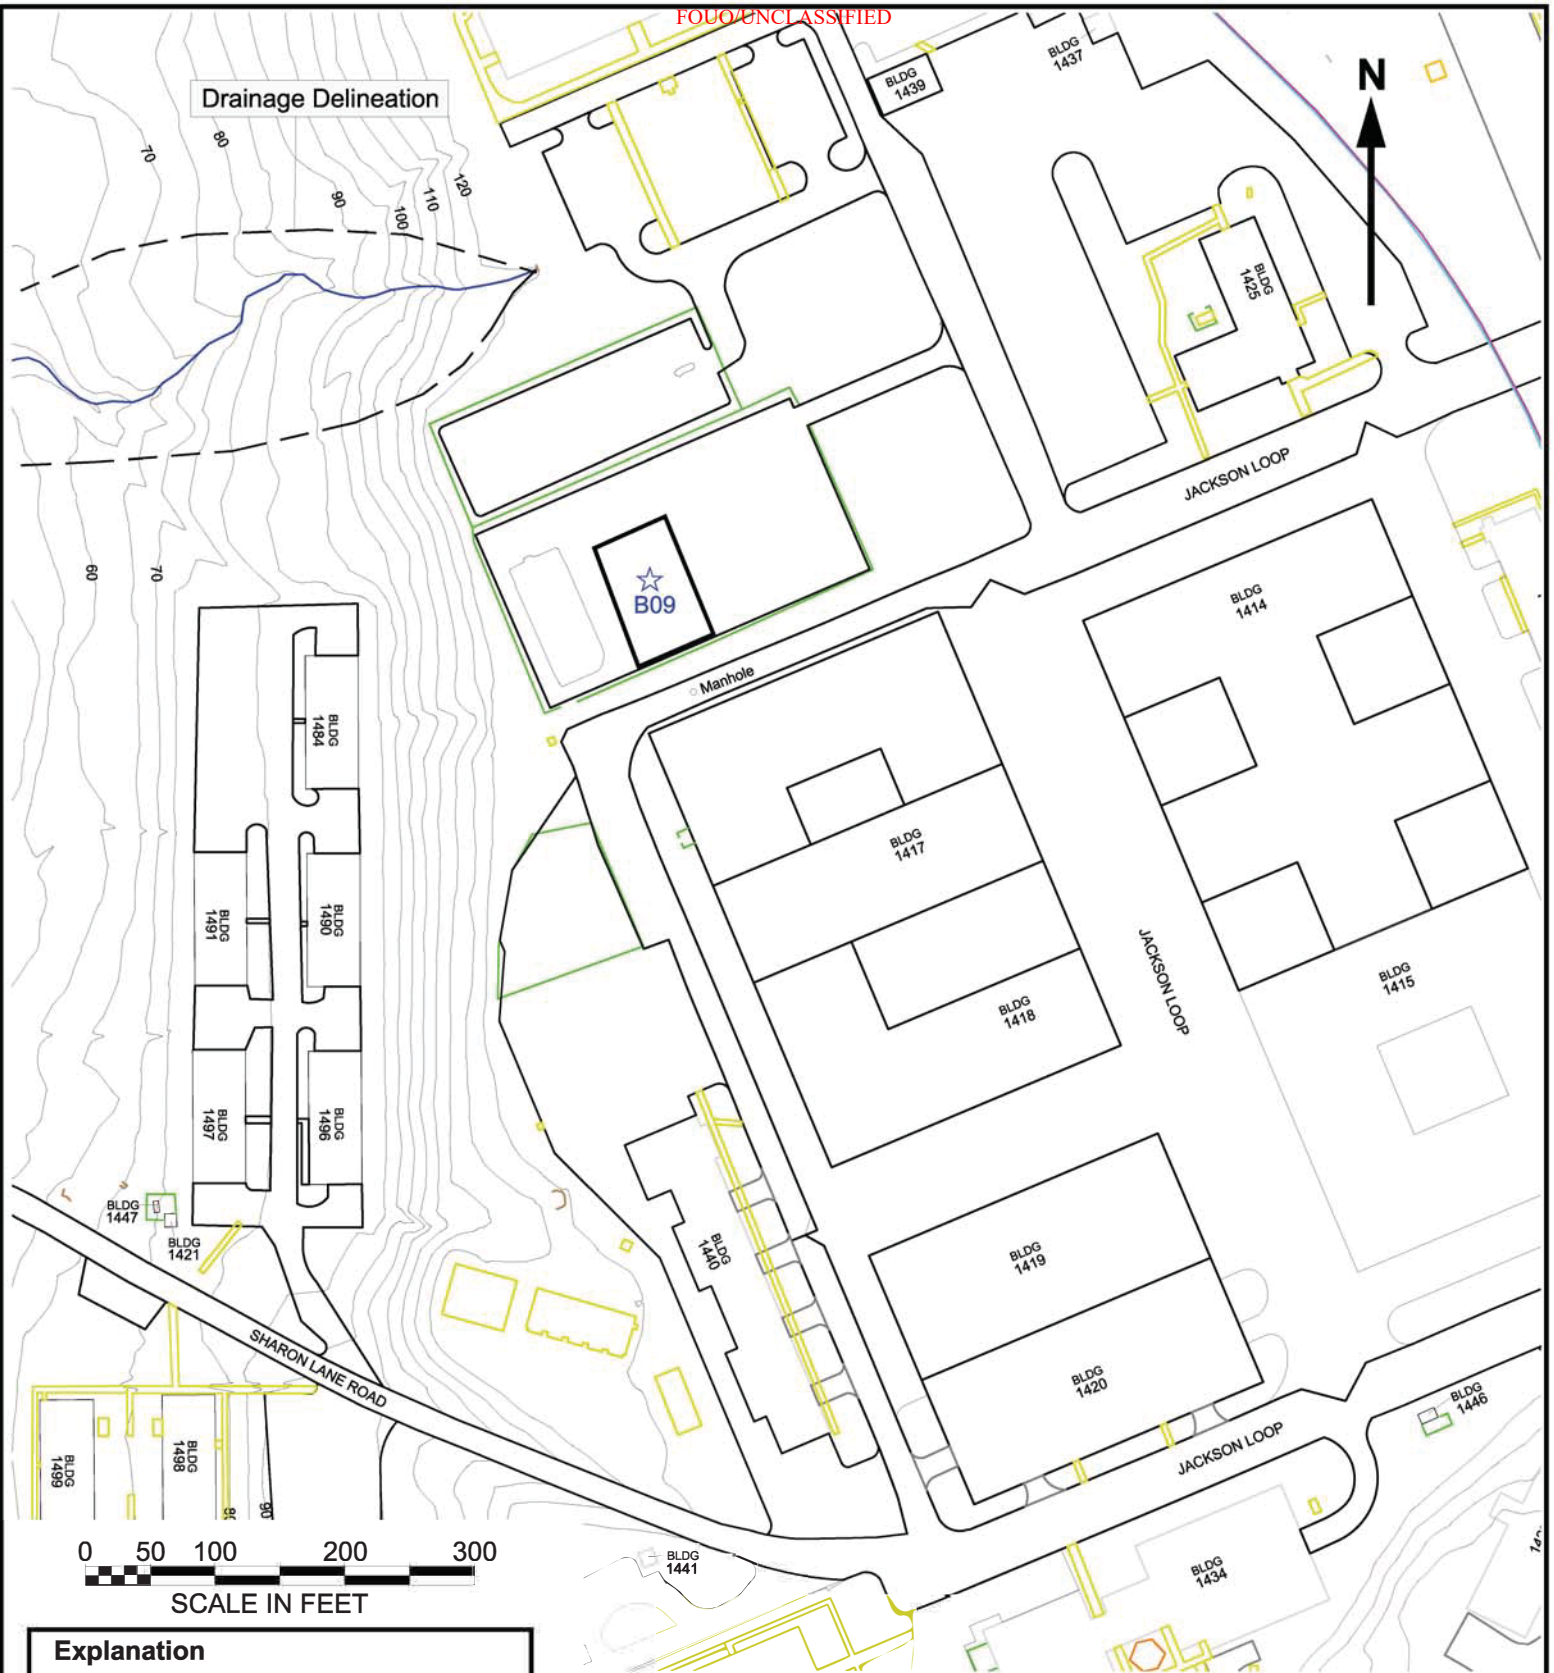 FOUO/UNCLASSIFIED
BLDG
1437
BLDG
1439
N
Drainage Delineation
70
80
90
100
110
120
BLDG
1425
JACKSON LOOP
B09
60
70
BLDG
1414
Manhole
BLDG
1484
BLDG
1417
BLDG
1491
BLDG
1490
JACKSON LOOP
BLDG
1415
BLDG
1418
BLDG
1497
BLDG
1496
BLDG
1447
BLDG
1421
BLDG
1440
BLDG
1419
SHARON LANE ROAD
BLDG
1420
BLDG
1446
JACKSON LOOP
BLDG
1499
BLDG
1498
90
0 50 100 200 300
SCALE IN FEET
BLDG
1441
BLDG
1434
Explanation